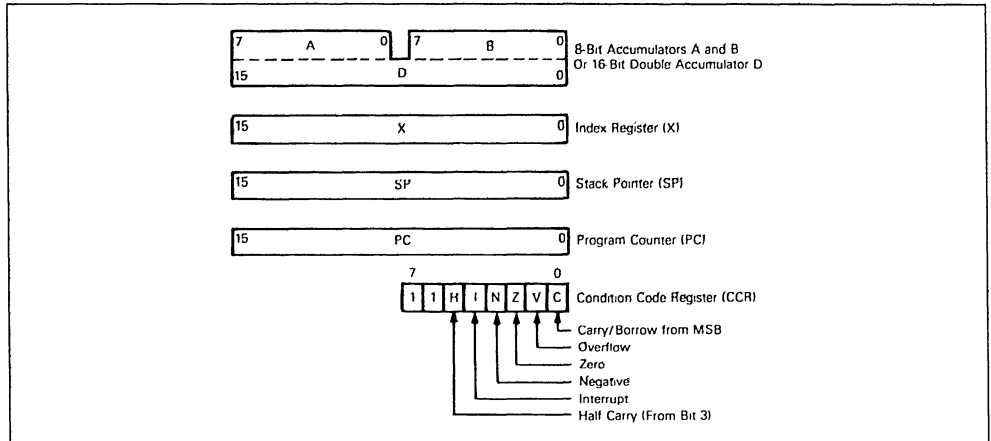 7 A 0 7 B 0 8-Bit Accumulators A and B
15 D 0 Or 16-Bit Double Accumulator D
15 X 0 Index Register (X)
15 SP 0 Stack Pointer (SP)
15 PC 0 Program Counter (PC)
7 0
1 1 H I N Z V C Condition Code Register (CCR)
Carry/Borrow from MSB
Overflow
Zero
Negative
Interrupt
Half Carry (From Bit 3)